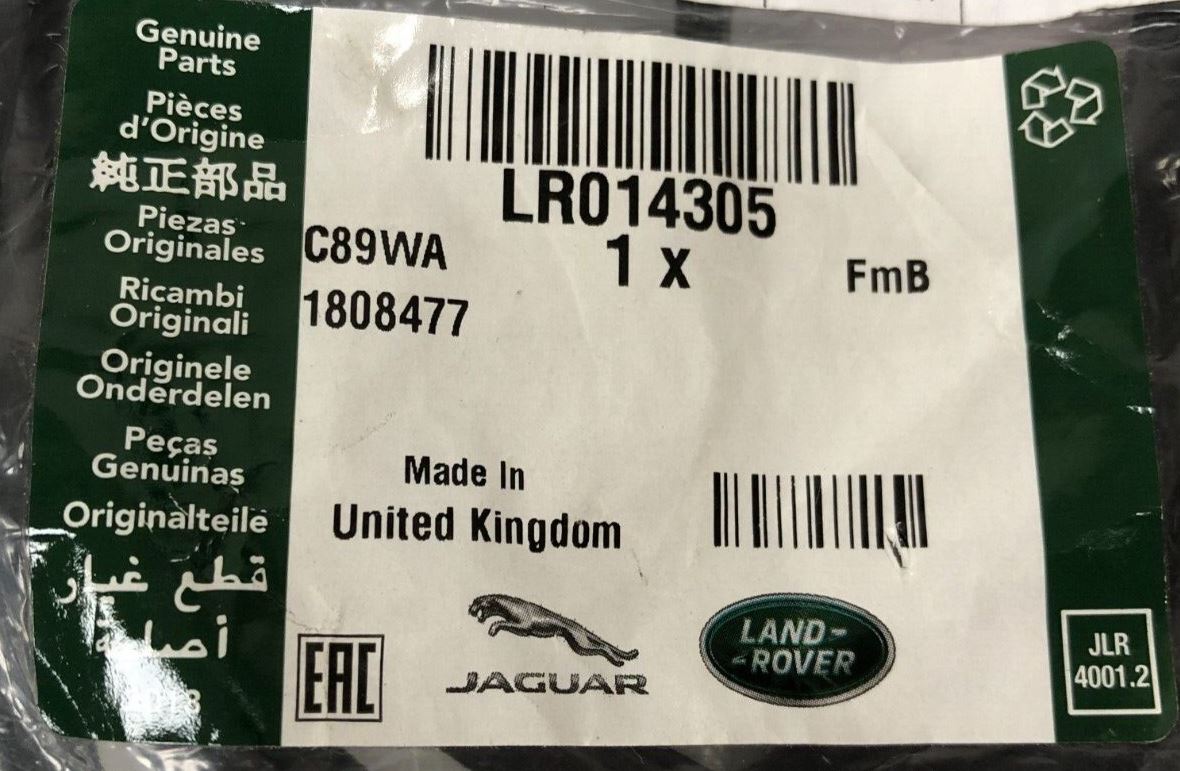 Genuine
Parts
Pièces
d'Origine
純正部品
Piezas
Originales
Ricambi
Originali
Originele
Onderdelen
Peças
Genuinas
Originalteile
قطع غيار
أصلية
LR014305
C89WA
1 x
FmB
1808477
Made In
United Kingdom
EAC
JAGUAR
LAND-
-ROVER
JLR
4001.2